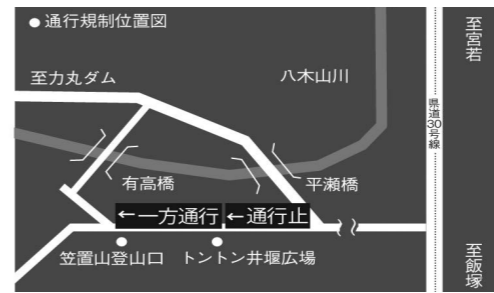 ●通行規制位置図
至宮若
至力丸ダム
八木山川
県道30号線
有高橋
平瀬橋
←一方通行
←通行止
笠置山登山口
トントン井堰広場
至飯塚